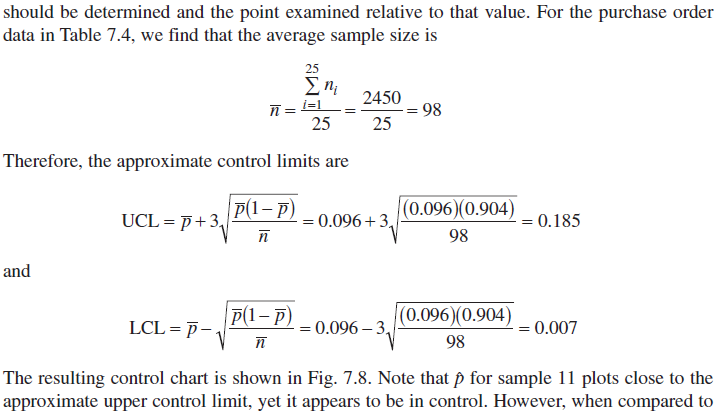 should be determined and the point examined relative to that value. For the purchase order
data in Table 7.4, we find that the average sample size is
n̅ = ∑_{i=1}^{25} n_i / 25 = 2450 / 25 = 98
Therefore, the approximate control limits are
UCL = p̅ + 3√(p̅(1 – p̅) / n̅) = 0.096 + 3√((0.096)(0.904) / 98) = 0.185
and
LCL = p̅ – √(p̅(1 – p̅) / n̅) = 0.096 – 3√((0.096)(0.904) / 98) = 0.007
The resulting control chart is shown in Fig. 7.8. Note that p̂ for sample 11 plots close to the
approximate upper control limit, yet it appears to be in control. However, when compared to